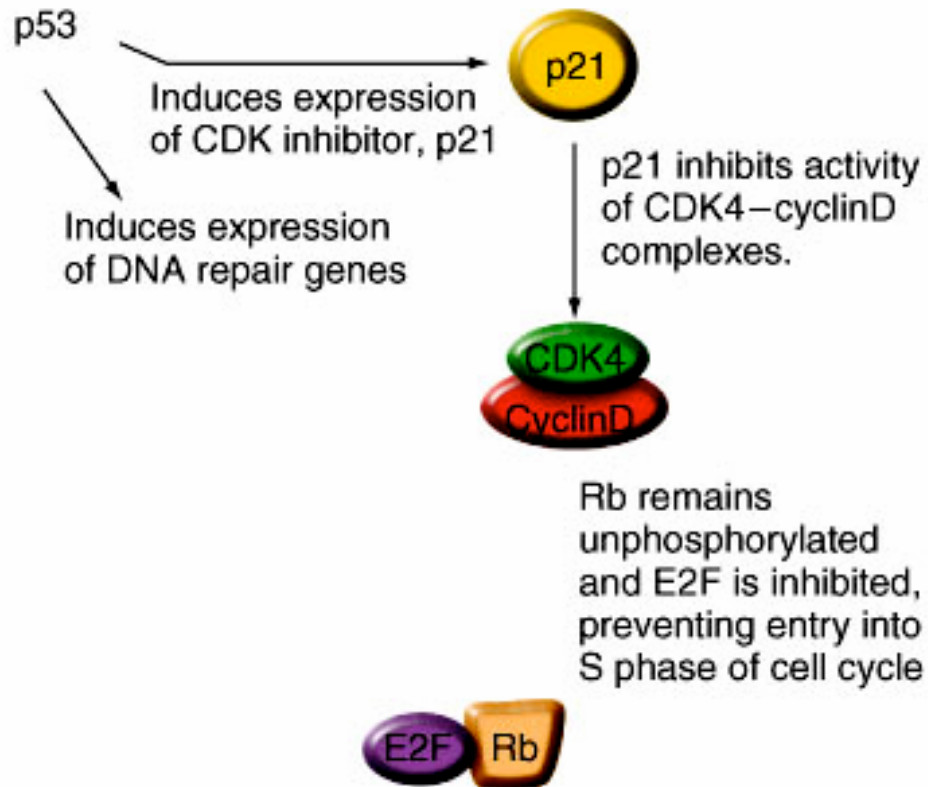 p53
p21
Induces expression
of CDK inhibitor, p21
Induces expression
of DNA repair genes
p21 inhibits activity
of CDK4–cyclinD
complexes.
CDK4
CyclinD
Rb remains
unphosphorylated
and E2F is inhibited,
preventing entry into
S phase of cell cycle
E2F Rb